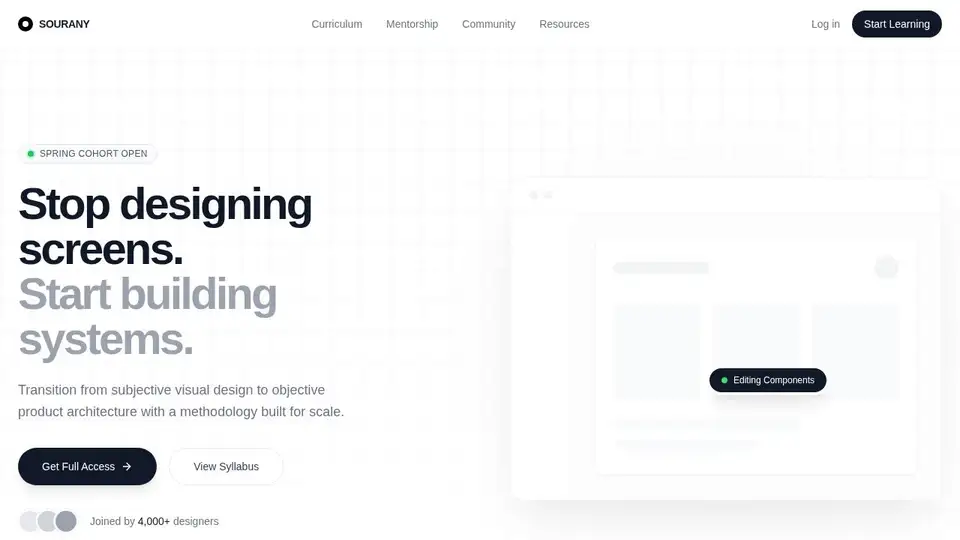 SOURANY
Curriculum
Mentorship
Community
Resources
Log in
Start Learning
SPRING COHORT OPEN
Stop designing
screens.
Start building
systems.
Transition from subjective visual design to objective
product architecture with a methodology built for scale.
Get Full Access
View Syllabus
Joined by 4,000+ designers
Editing Components